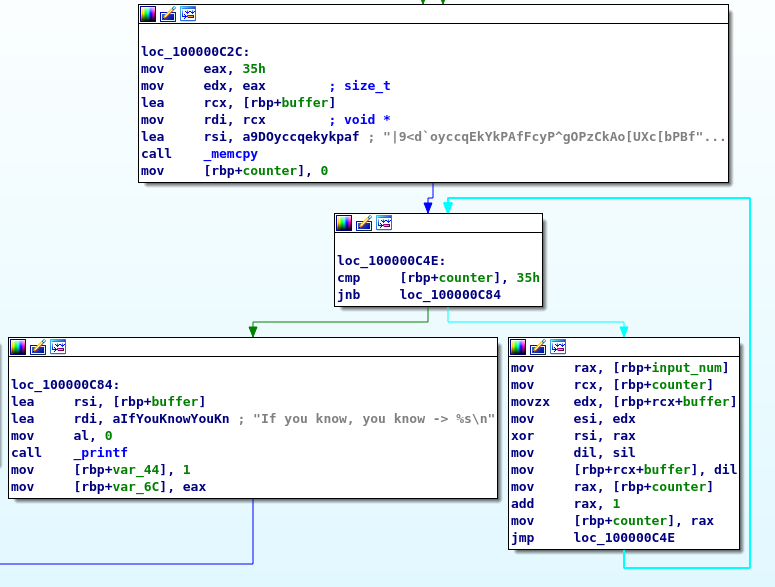 loc_100000C2C:
mov eax, 35h
mov edx, eax ; size_t
lea rcx, [rbp+buffer]
mov rdi, rcx ; void *
lea rsi, a9DOyccqekykpaf ; "|9<d`oyccqEkYkPAfFcyP^gOPzCkAo[UXc[bPBf"...
call _memcpy
mov [rbp+counter], 0
loc_100000C4E:
cmp [rbp+counter], 35h
jnb loc_100000C84
loc_100000C84:
lea rsi, [rbp+buffer]
lea rdi, aIfYouKnowYouKn ; "If you know, you know -> %s\n"
mov al, 0
call _printf
mov [rbp+var_44], 1
mov [rbp+var_6C], eax
mov rax, [rbp+input_num]
mov rcx, [rbp+counter]
movzx edx, [rbp+rcx+buffer]
mov esi, edx
xor rsi, rax
mov dil, sil
mov [rbp+rcx+buffer], dil
mov rax, [rbp+counter]
add rax, 1
mov [rbp+counter], rax
jmp loc_100000C4E